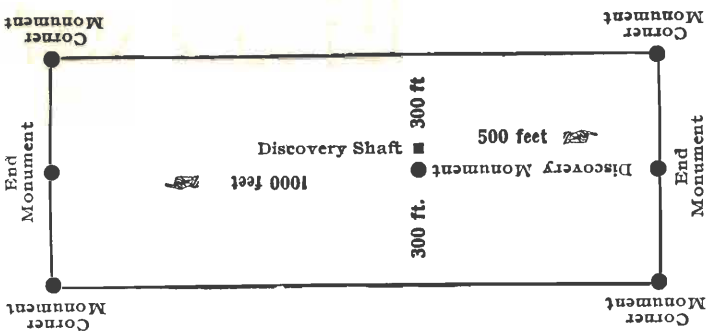 Corner
Monument
Corner
Monument
End
Monument
300 ft
500 feet
Discovery Shaft
Discovery Monument
1000 feet
300 ft.
End
Monument
Corner
Monument
Corner
Monument